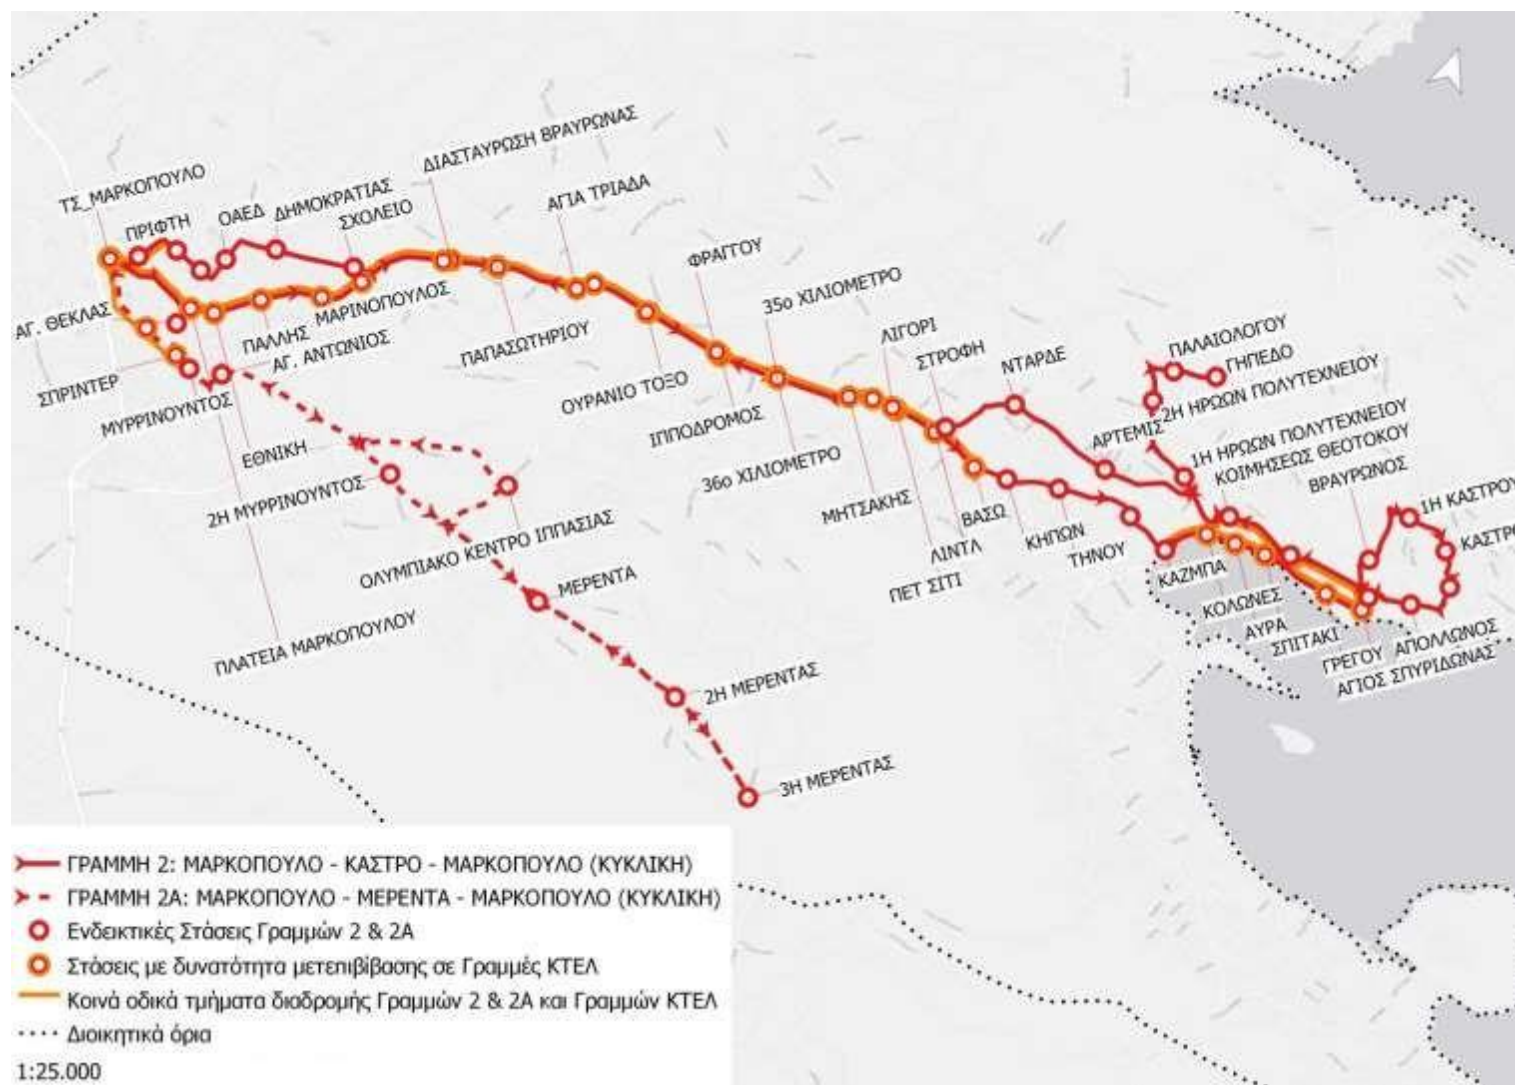 ΔΙΑΣΤΑΥΡΩΣΗ ΒΡΑΥΡΩΝΑΣ
ΤΣ_ΜΑΡΚΟΠΟΥΛΟ
ΠΡΙΦΤΗ
ΟΑΕΔ
ΔΗΜΟΚΡΑΤΙΑΣ
ΣΧΟΛΕΙΟ
ΑΓΙΑ ΤΡΙΑΔΑ
ΦΡΑΓΓΟΥ
35ο ΧΙΛΙΟΜΕΤΡΟ
ΛΙΓΟΡΙ
ΣΤΡΟΦΗ
ΝΤΑΡΔΕ
ΠΑΛΑΙΟΛΟΓΟΥ
ΓΗΠΕΔΟ
2Η ΗΡΩΩΝ ΠΟΛΥΤΕΧΝΕΙΟΥ
ΑΡΤΕΜΙΣ
1Η ΗΡΩΩΝ ΠΟΛΥΤΕΧΝΕΙΟΥ
ΚΟΙΜΗΣΕΩΣ ΘΕΟΤΟΚΟΥ
ΒΡΑΥΡΩΝΟΣ
1Η ΚΑΣΤΡΟΥ
ΚΑΣΤΡΟ
ΑΓ. ΘΕΚΛΑΣ
ΣΠΡΙΝΤΕΡ
ΠΑΛΛΗΣ
ΜΑΡΙΝΟΠΟΥΛΟΣ
ΑΓ. ΑΝΤΩΝΙΟΣ
ΠΑΠΑΣΩΤΗΡΙΟΥ
ΟΥΡΑΝΙΟ ΤΟΞΟ
ΙΠΠΟΔΡΟΜΟΣ
36ο ΧΙΛΙΟΜΕΤΡΟ
ΜΗΤΣΑΚΗΣ
ΛΙΝΤΛ
ΠΕΤ ΣΙΤΙ
ΒΑΣΩ
ΚΗΠΩΝ
ΤΗΝΟΥ
ΚΑΖΜΠΑ
ΚΟΛΩΝΕΣ
ΑΥΡΑ
ΣΠΙΤΑΚΙ
ΓΡΕΓΟΥ
ΑΠΟΛΛΩΝΟΣ
ΑΓΙΟΣ ΣΠΥΡΙΔΩΝΑΣ
ΜΥΡΡΙΝΟΥΝΤΟΣ
ΕΘΝΙΚΗ
2Η ΜΥΡΡΙΝΟΥΝΤΟΣ
ΟΛΥΜΠΙΑΚΟ ΚΕΝΤΡΟ ΙΠΠΑΣΙΑΣ
ΠΛΑΤΕΙΑ ΜΑΡΚΟΠΟΥΛΟΥ
ΜΕΡΕΝΤΑ
2Η ΜΕΡΕΝΤΑΣ
3Η ΜΕΡΕΝΤΑΣ
ΓΡΑΜΜΗ 2: ΜΑΡΚΟΠΟΥΛΟ - ΚΑΣΤΡΟ - ΜΑΡΚΟΠΟΥΛΟ (ΚΥΚΛΙΚΗ)
ΓΡΑΜΜΗ 2Α: ΜΑΡΚΟΠΟΥΛΟ - ΜΕΡΕΝΤΑ - ΜΑΡΚΟΠΟΥΛΟ (ΚΥΚΛΙΚΗ)
Ενδεικτικές Στάσεις Γραμμών 2 & 2Α
Στάσεις με δυνατότητα μετεπιβίβασης σε Γραμμές ΚΤΕΛ
Κοινά οδικά τμήματα διαδρομής Γραμμών 2 & 2Α και Γραμμών ΚΤΕΛ
Διοικητικά όρια
1:25.000